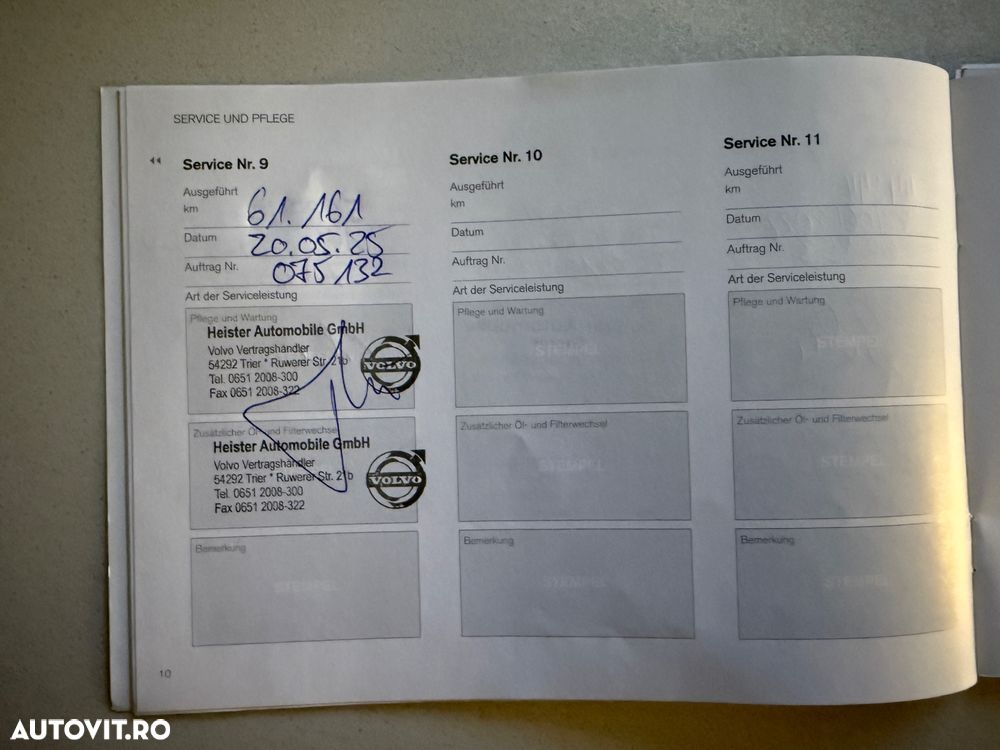 SERVICE UND PFLEGE
Service Nr. 9
Ausgeführt
km 61.161
Datum 20.05.25
Auftrag Nr. 075132
Art der Serviceleistung
Pflege und Wartung
Heister Automobile GmbH
Volvo Vertragshändler
54292 Trier * Ruwerer Str. 21b
Tel. 0651 2008-300
Fax 0651 2008-322
VOLVO
Zusätzlicher Öl- und Filterwechsel
Heister Automobile GmbH
Volvo Vertragshändler
54292 Trier * Ruwerer Str. 21b
Tel. 0651 2008-300
Fax 0651 2008-322
VOLVO
Bemerkung
STEMPEL
Service Nr. 10
Ausgeführt
km
Datum
Auftrag Nr.
Art der Serviceleistung
Pflege und Wartung
STEMPEL
Zusätzlicher Öl- und Filterwechsel
STEMPEL
Bemerkung
STEMPEL
Service Nr. 11
Ausgeführt
km
Datum
Auftrag Nr.
Art der Serviceleistung
Pflege und Wartung
STEMPEL
Zusätzlicher Öl- und Filterwechsel
STEMPEL
Bemerkung
STEMPEL
10
AUTOVIT.RO